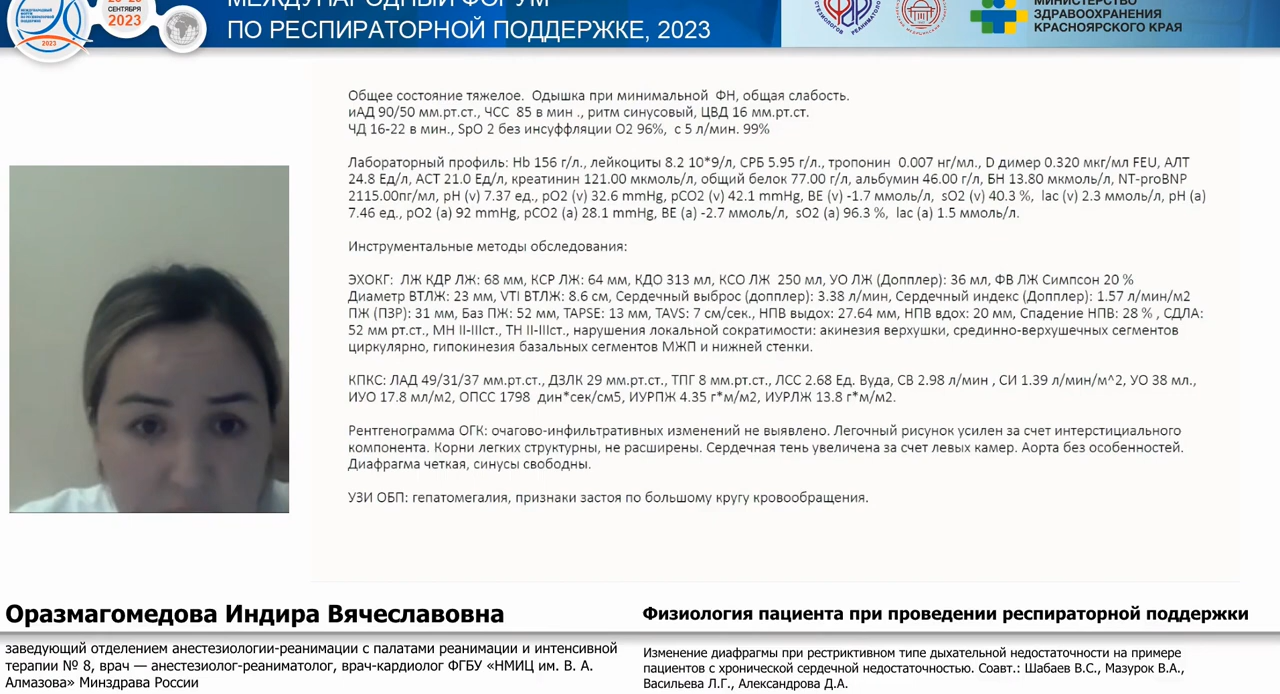 МЕЖДУНАРОДНЫЙ ФОРУМ
ПО РЕСПИРАТОРНОЙ ПОДДЕРЖКЕ, 2023
СЕНТЯБРЯ
2023
2023
МИНИСТЕРСТВО
ЗДРАВООХРАНЕНИЯ
КРАСНОЯРСКОГО КРАЯ
Общее состояние тяжелое. Одышка при минимальной ФН, общая слабость.
иАД 90/50 мм.рт.ст., ЧСС 85 в мин ., ритм синусовый, ЦВД 16 мм.рт.ст.
ЧД 16-22 в мин., SpO 2 без инсуффляции О2 96%, с 5 л/мин. 99%
Лабораторный профиль: Hb 156 г/л., лейкоциты 8.2 10*9/л, СРБ 5.95 г/л., тропонин 0.007 нг/мл., D димер 0.320 мкг/мл FEU, АЛТ
24.8 Ед/л, АСТ 21.0 Ед/л, креатинин 121.00 мкмоль/л, общий белок 77.00 г/л, альбумин 46.00 г/л, БН 13.80 мкмоль/л, NT-proBNP
2115.00пг/мл, pH (v) 7.37 ед., pO2 (v) 32.6 mmHg, pCO2 (v) 42.1 mmHg, BE (v) -1.7 ммоль/л, sO2 (v) 40.3 %, lac (v) 2.3 ммоль/л, pH (a)
7.46 ед., pO2 (a) 92 mmHg, pCO2 (a) 28.1 mmHg, BE (a) -2.7 ммоль/л, sO2 (a) 96.3 %, lac (a) 1.5 ммоль/л.
Инструментальные методы обследования:
ЭХОКГ: ЛЖ КДР ЛЖ: 68 мм, КСР ЛЖ: 64 мм, КДО 313 мл, КСО ЛЖ 250 мл, УО ЛЖ (Допплер): 36 мл, ФВ ЛЖ Симпсон 20 %
Диаметр ВТЛЖ: 23 мм, VTI ВТЛЖ: 8.6 см, Сердечный выброс (допплер): 3.38 л/мин, Сердечный индекс (Допплер): 1.57 л/мин/м2
ПЖ (ПЗР): 31 мм, Баз ПЖ: 52 мм, TAPSE: 13 мм, TAVS: 7 см/сек., НПВ выдох: 27.64 мм, НПВ вдох: 20 мм, Спадение НПВ: 28 % , СДЛА:
52 мм рт.ст., МН II-IIIст., ТН II-IIIст., нарушения локальной сократимости: акинезия верхушки, срединно-верхушечных сегментов
циркулярно, гипокинезия базальных сегментов МЖП и нижней стенки.
КПКС: ЛАД 49/31/37 мм.рт.ст., ДЗЛК 29 мм.рт.ст., ТПГ 8 мм.рт.ст., ЛСС 2.68 Ед. Вуда, СВ 2.98 л/мин , СИ 1.39 л/мин/м^2, УО 38 мл.,
ИУО 17.8 мл/м2, ОПСС 1798 дин*сек/см5, ИУРПЖ 4.35 г*м/м2, ИУРЛЖ 13.8 г*м/м2.
Рентгенограмма ОГК: очагово-инфильтративных изменений не выявлено. Легочный рисунок усилен за счет интерстициального
компонента. Корни легких структурны, не расширены. Сердечная тень увеличена за счет левых камер. Аорта без особенностей.
Диафрагма четкая, синусы свободны.
УЗИ ОБП: гепатомегалия, признаки застоя по большому кругу кровообращения.
Оразмагомедова Индира Вячеславовна
заведующий отделением анестезиологии-реанимации с палатами реанимации и интенсивной
терапии № 8, врач — анестезиолог-реаниматолог, врач-кардиолог ФГБУ «НМИЦ им. В. А.
Алмазова» Минздрава России
Физиология пациента при проведении респираторной поддержки
Изменение диафрагмы при рестриктивном типе дыхательной недостаточности на примере
пациентов с хронической сердечной недостаточностью. Соавт.: Шабаев В.С., Мазурок В.А.,
Васильева Л.Г., Александрова Д.А.